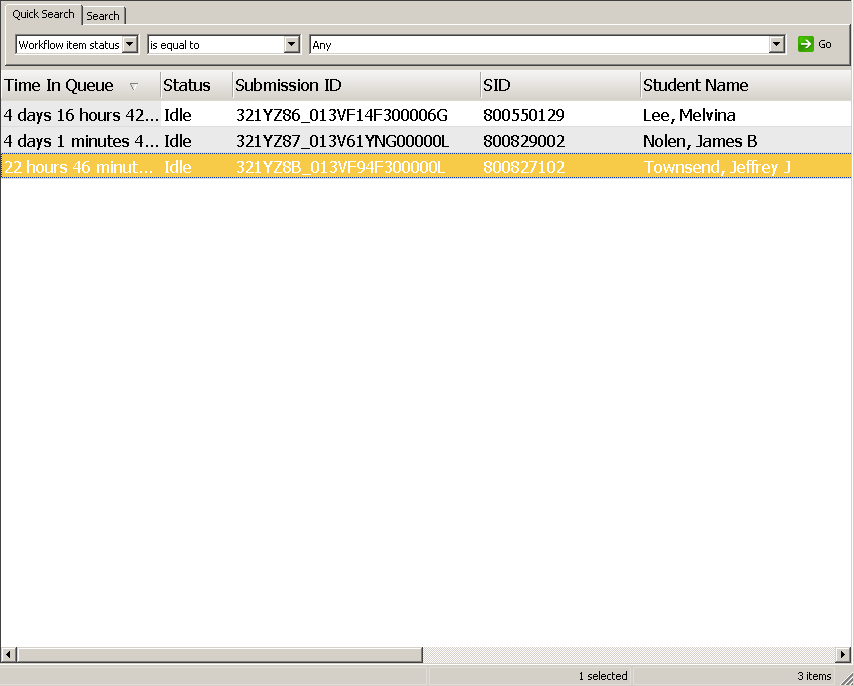 Quick Search Search
Workflow item status is equal to Any Go
Time In Queue Status Submission ID SID Student Name
4 days 16 hours 42... Idle 321YZ86_013VF14F300006G 800550129 Lee, Melvina
4 days 1 minutes 4... Idle 321YZ87_013V61YNG00000L 800829002 Nolen, James B
22 hours 46 minut... Idle 321YZ8B_013VF94F300000L 800827102 Townsend, Jeffrey J
1 selected 3 items